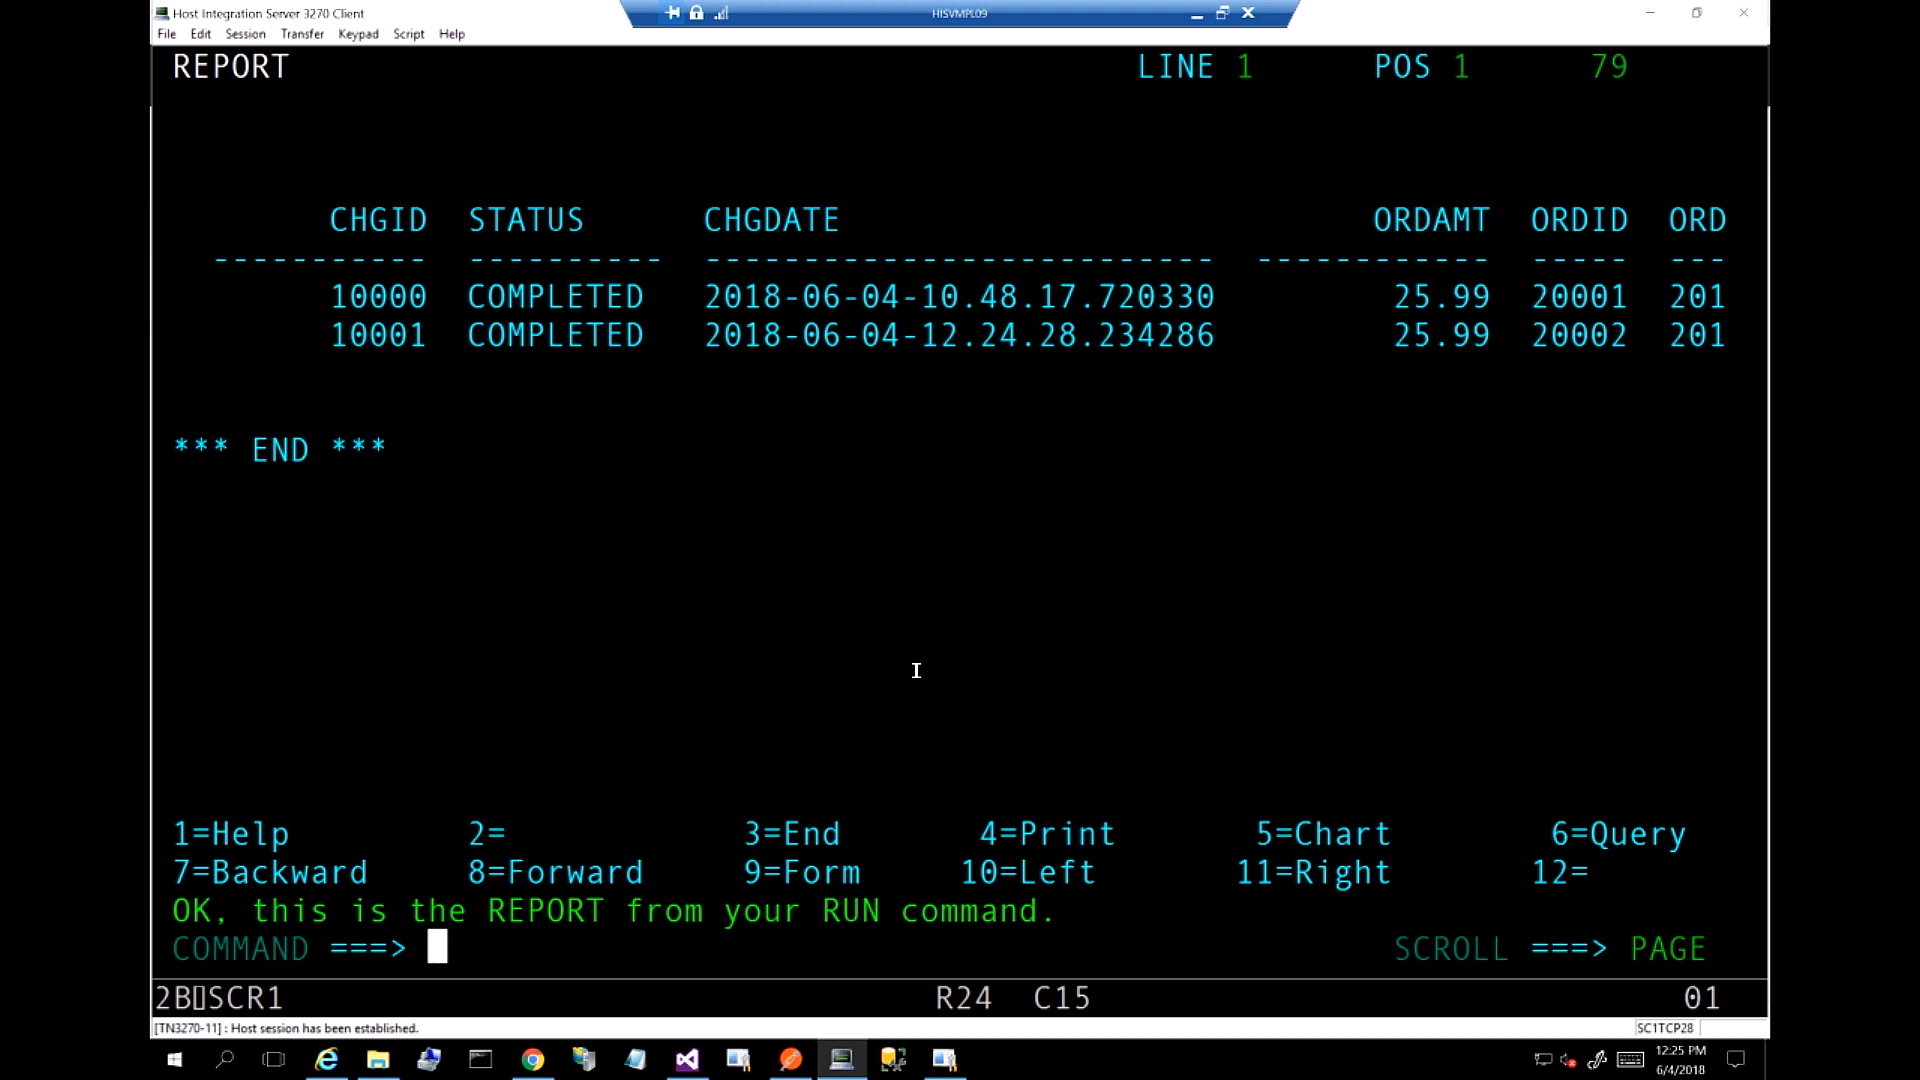 Host Integration Server 3270 Client
HISVMPL09
File Edit Session Transfer Keypad Script Help
REPORT LINE 1 POS 1 79
CHGID STATUS CHGDATE ORDAMT ORDID ORD
----------- ---------- -------------------------- ------------ ----- ---
10000 COMPLETED 2018-06-04-10.48.17.720330 25.99 20001 201
10001 COMPLETED 2018-06-04-12.24.28.234286 25.99 20002 201
*** END ***
1=Help 2= 3=End 4=Print 5=Chart 6=Query
7=Backward 8=Forward 9=Form 10=Left 11=Right 12=
OK, this is the REPORT from your RUN command.
COMMAND ===> SCROLL ===> PAGE
2B▯SCR1 R24 C15 01
[TN3270-11] : Host session has been established. SC1TCP28
12:25 PM
6/4/2018